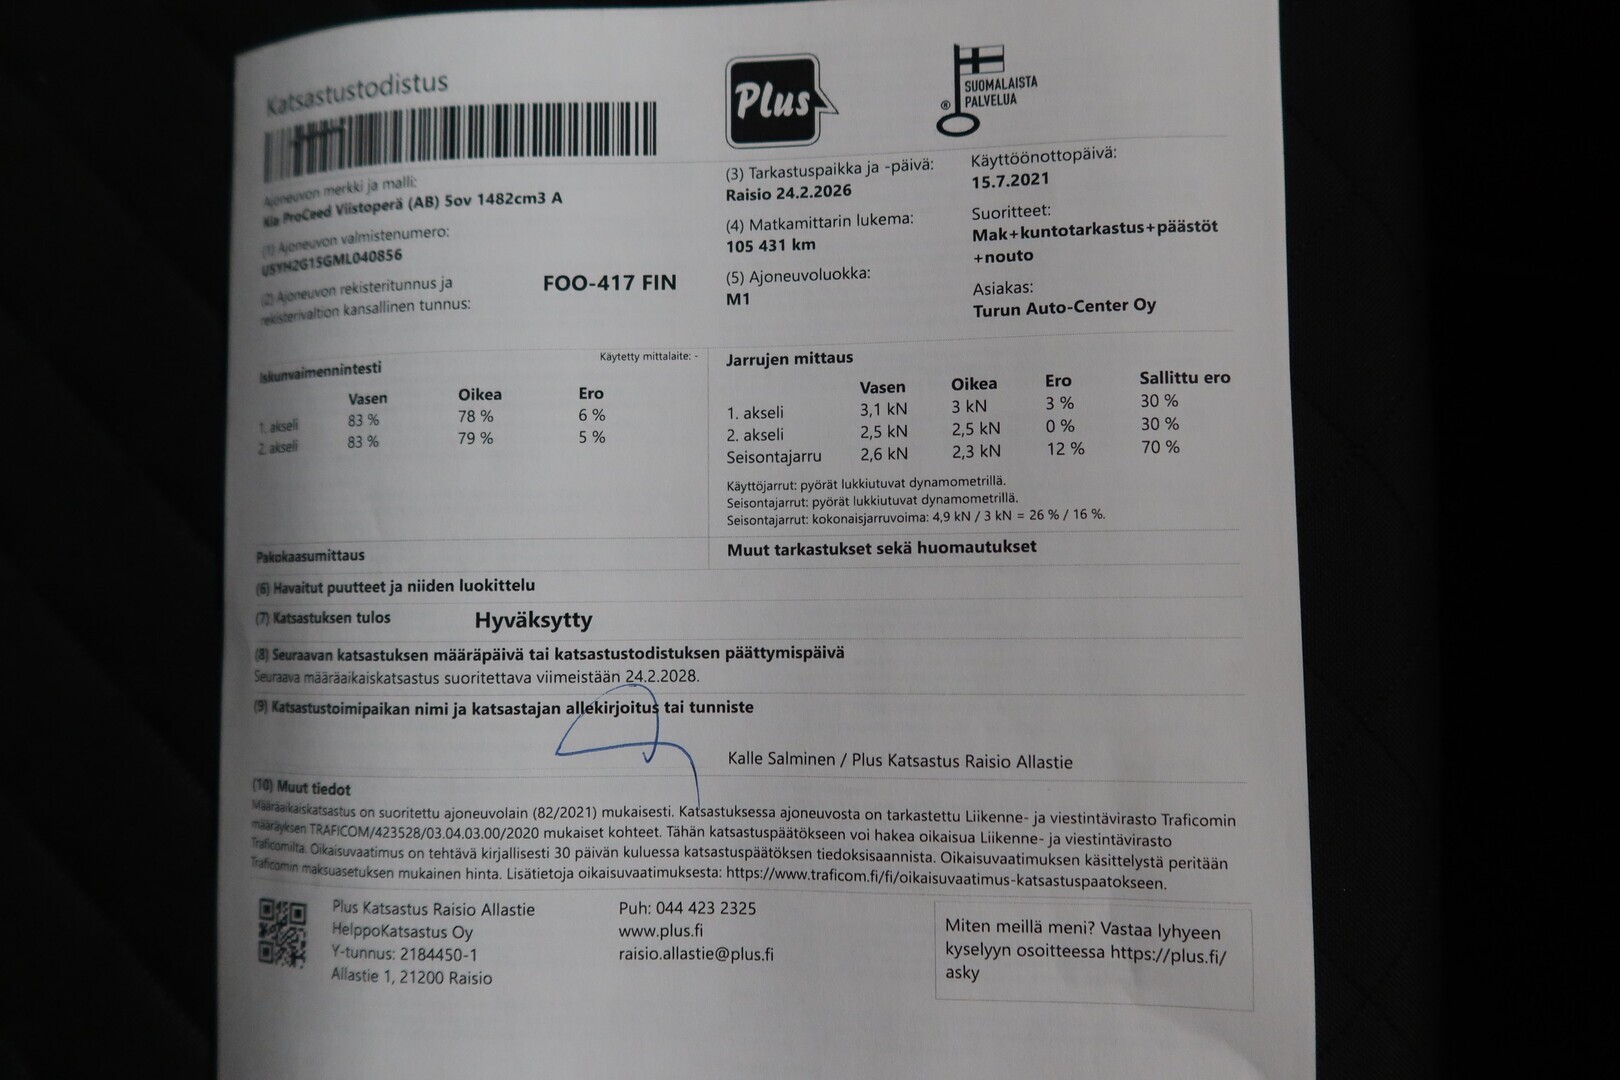 Katsastustodistus
Plus
SUOMALAISTA
PALVELUA
®
Ajoneuvon merkki ja malli:
Kia ProCeed Viistoperä (AB) 5ov 1482cm3 A
(1) Ajoneuvon valmistenumero:
U5YH2G15GML040856
(2) Ajoneuvon rekisteritunnus ja
rekisterivaltion kansallinen tunnus:
FOO-417 FIN
(3) Tarkastuspaikka ja -päivä:
Raisio 24.2.2026
(4) Matkamittarin lukema:
105 431 km
(5) Ajoneuvoluokka:
M1
Käyttöönottopäivä:
15.7.2021
Suoritteet:
Mak+kuntotarkastus+päästöt
+nouto
Asiakas:
Turun Auto-Center Oy
Iskunvaimennintesti
Käytetty mittalaite: -
Vasen Oikea Ero
1. akseli 83 % 78 % 6 %
2. akseli 83 % 79 % 5 %
Jarrujen mittaus
Vasen Oikea Ero Sallittu ero
1. akseli 3,1 kN 3 kN 3 % 30 %
2. akseli 2,5 kN 2,5 kN 0 % 30 %
Seisontajarru 2,6 kN 2,3 kN 12 % 70 %
Käyttöjarrut: pyörät lukkiutuvat dynamometrillä.
Seisontajarrut: pyörät lukkiutuvat dynamometrillä.
Seisontajarrut: kokonaisjarruvoima: 4,9 kN / 3 kN = 26 % / 16 %.
Pakokaasumittaus
Muut tarkastukset sekä huomautukset
(6) Havaitut puutteet ja niiden luokittelu
(7) Katsastuksen tulos Hyväksytty
(8) Seuraavan katsastuksen määräpäivä tai katsastustodistuksen päättymispäivä
Seuraava määräaikaiskatsastus suoritettava viimeistään 24.2.2028.
(9) Katsastustoimipaikan nimi ja katsastajan allekirjoitus tai tunniste
Kalle Salminen / Plus Katsastus Raisio Allastie
(10) Muut tiedot
Määräaikaiskatsastus on suoritettu ajoneuvolain (82/2021) mukaisesti. Katsastuksessa ajoneuvosta on tarkastettu Liikenne- ja viestintävirasto Traficomin
määräyksen TRAFICOM/423528/03.04.03.00/2020 mukaiset kohteet. Tähän katsastuspäätökseen voi hakea oikaisua Liikenne- ja viestintävirasto
Traficomilta. Oikaisuvaatimus on tehtävä kirjallisesti 30 päivän kuluessa katsastuspäätöksen tiedoksisaannista. Oikaisuvaatimuksen käsittelystä peritään
Traficomin maksuasetuksen mukainen hinta. Lisätietoja oikaisuvaatimuksesta: https://www.traficom.fi/fi/oikaisuvaatimus-katsastuspaatokseen.
Plus Katsastus Raisio Allastie
HelppoKatsastus Oy
Y-tunnus: 2184450-1
Allastie 1, 21200 Raisio
Puh: 044 423 2325
www.plus.fi
raisio.allastie@plus.fi
Miten meillä meni? Vastaa lyhyeen
kyselyyn osoitteessa https://plus.fi/
asky